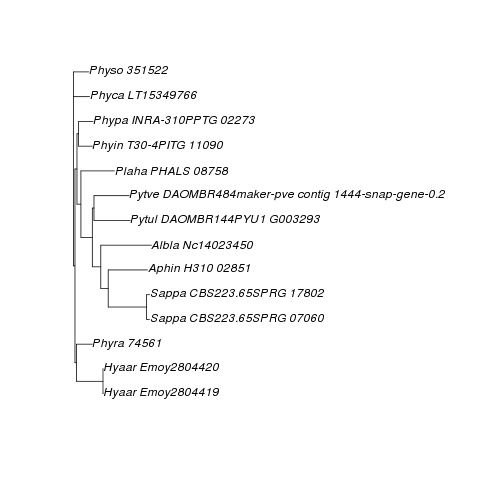 Physo 351522
Phyca LT15349766
Phypa INRA-310PPTG 02273
Phyin T30-4PITG 11090
Plaha PHALS 08758
Pytve DAOMBR484maker-pve contig 1444-snap-gene-0.2
Pytul DAOMBR144PYU1 G003293
Albla Nc14023450
Aphin H310 02851
Sappa CBS223.65SPRG 17802
Sappa CBS223.65SPRG 07060
Phyra 74561
Hyaar Emoy2804420
Hyaar Emoy2804419